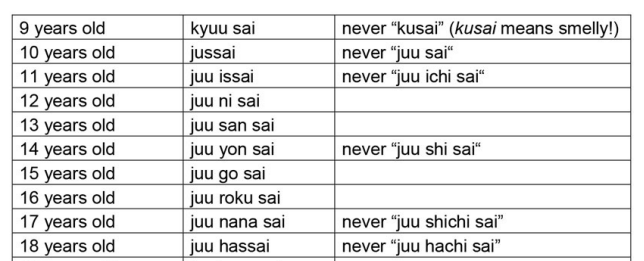 9 years old kyuu sai never “kusai” (kusai means smelly!)
10 years old jussai never “juu sai“
11 years old juu issai never “juu ichi sai“
12 years old juu ni sai
13 years old juu san sai
14 years old juu yon sai never “juu shi sai“
15 years old juu go sai
16 years old juu roku sai
17 years old juu nana sai never “juu shichi sai”
18 years old juu hassai never “juu hachi sai”